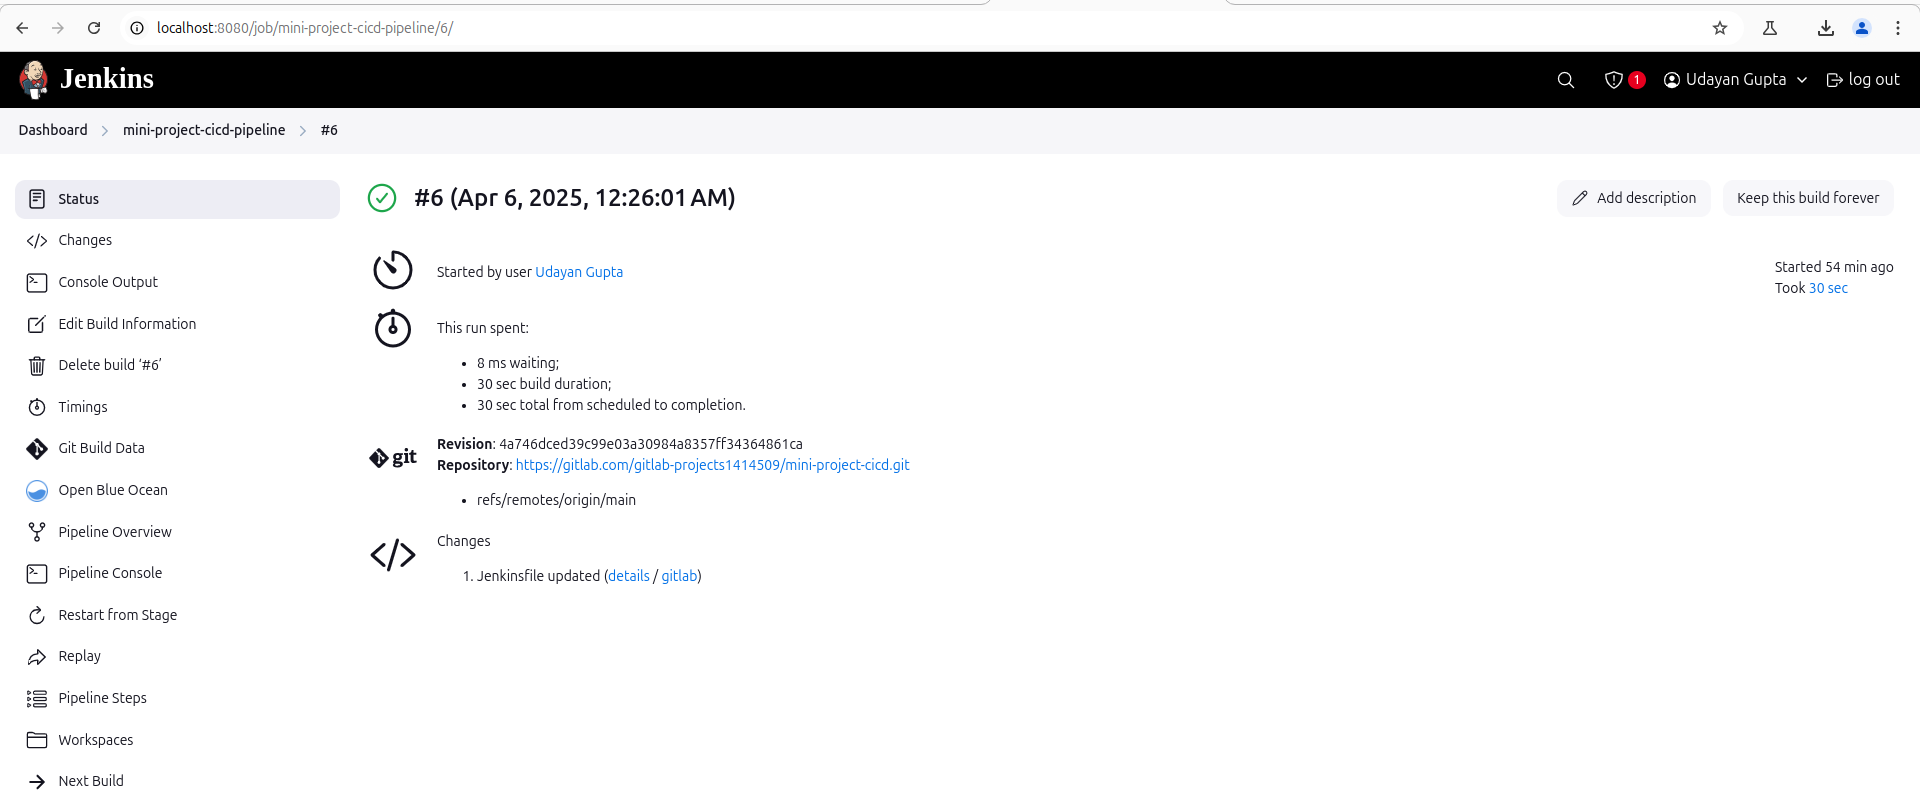 localhost:8080/job/mini-project-cicd-pipeline/6/
Jenkins
1
Udayan Gupta
log out
Dashboard
mini-project-cicd-pipeline
#6
Status
Changes
Console Output
Edit Build Information
Delete build ‘#6’
Timings
Git Build Data
Open Blue Ocean
Pipeline Overview
Pipeline Console
Restart from Stage
Replay
Pipeline Steps
Workspaces
Next Build
#6 (Apr 6, 2025, 12:26:01 AM)
Add description
Keep this build forever
Started by user Udayan Gupta
Started 54 min ago
Took 30 sec
This run spent:
• 8 ms waiting;
• 30 sec build duration;
• 30 sec total from scheduled to completion.
git
Revision: 4a746dced39c99e03a30984a8357ff34364861ca
Repository: https://gitlab.com/gitlab-projects1414509/mini-project-cicd.git
• refs/remotes/origin/main
Changes
1. Jenkinsfile updated (details / gitlab)